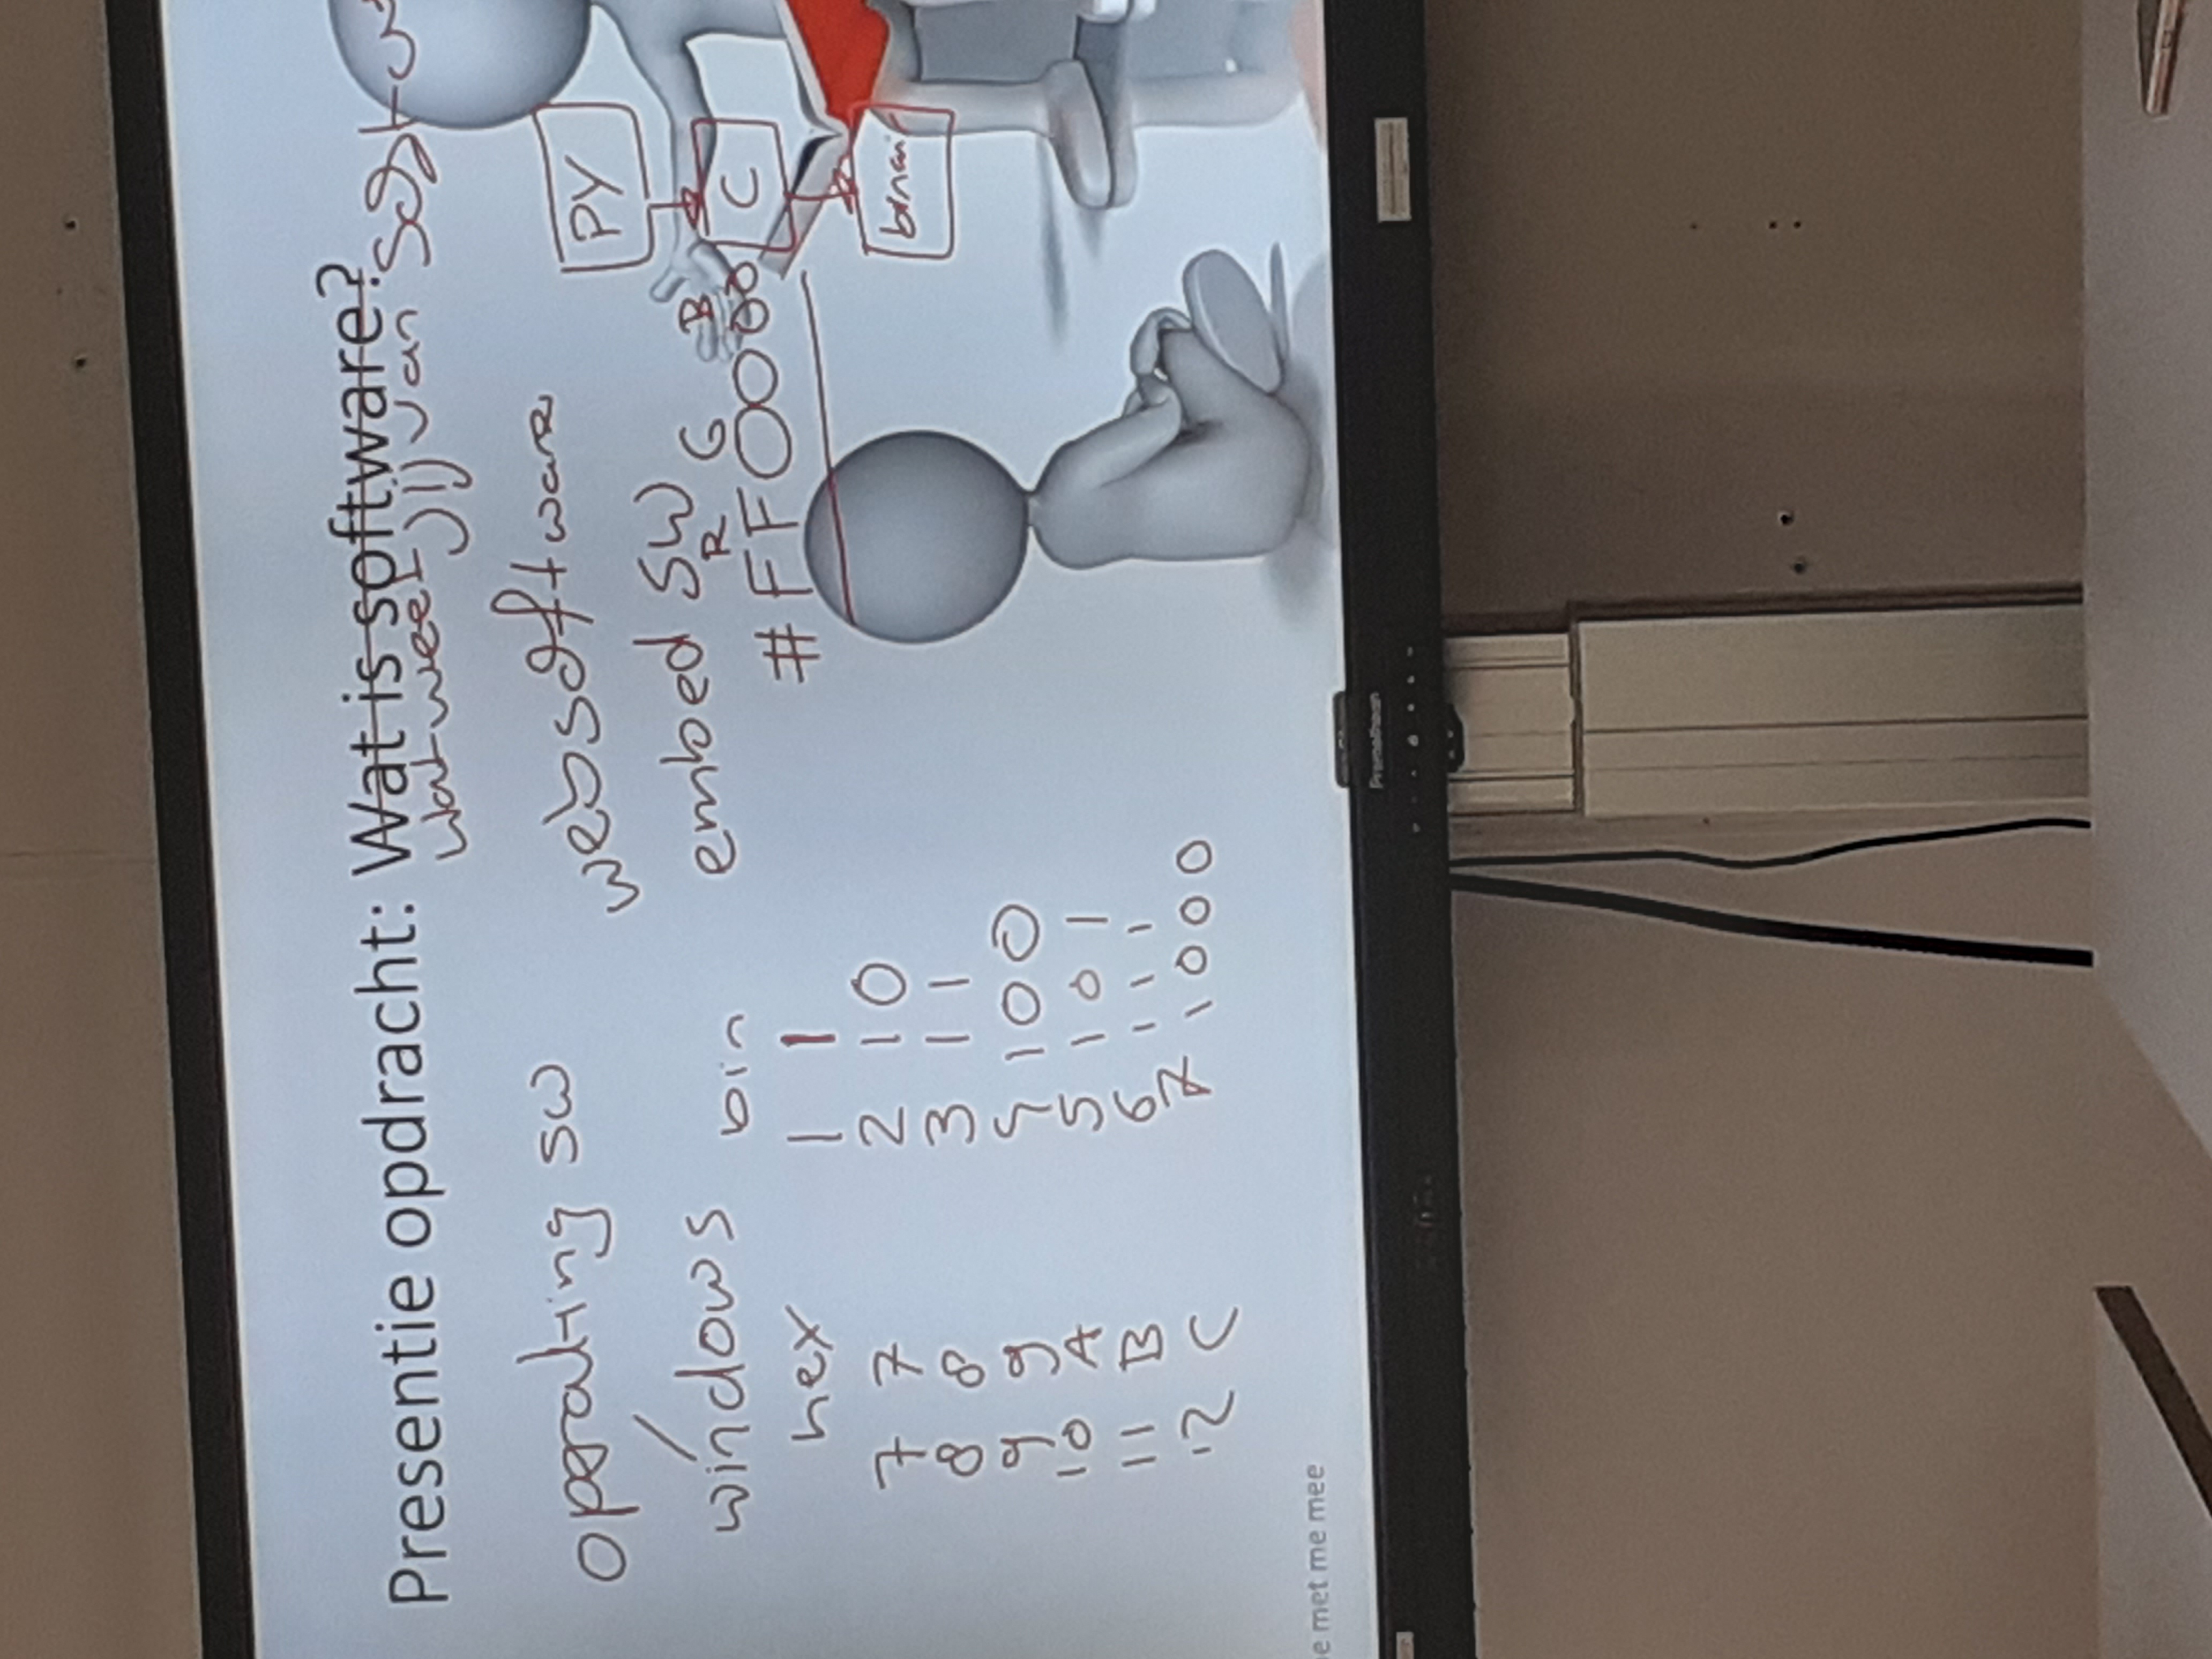 Presentie opdracht: Wat is software?
Wat weet jij van
operating sw
websoftware
windows
embed sw
PY
C
binair
R G B
#FF0000
hex
7 7
8 8
9 9
10 A
11 B
12 C
bin
1 1
2 10
3 11
4 100
5 101
6 111
7 1000
e met me mee
Promethean